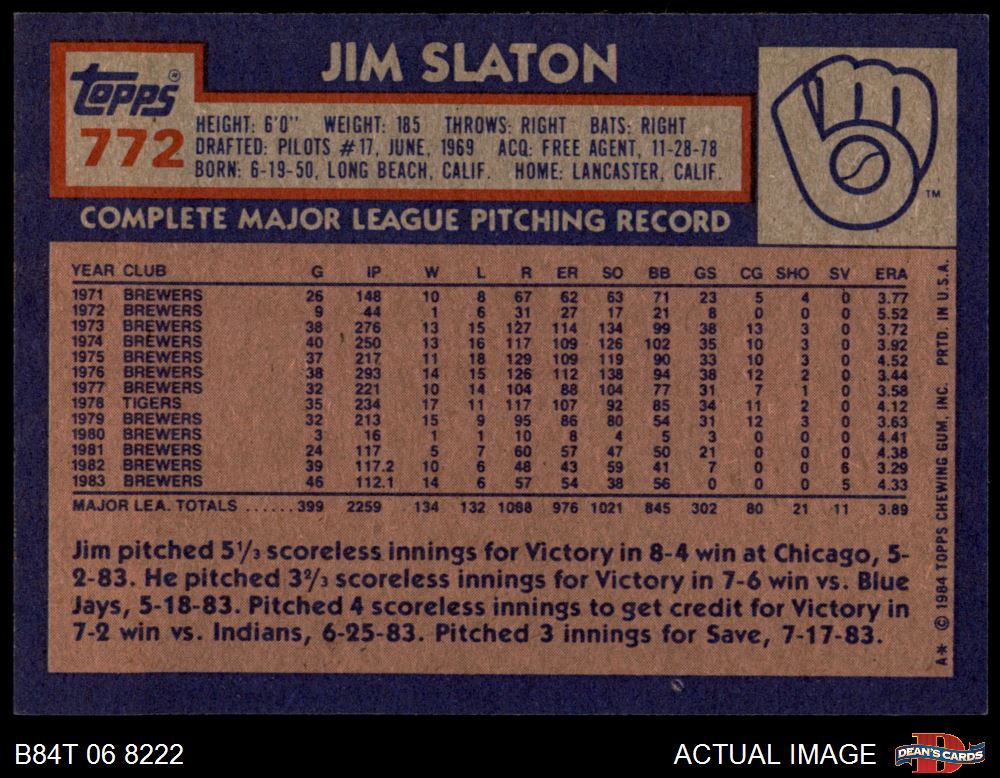 JIM SLATON
Topps®
772
HEIGHT: 6'0" WEIGHT: 185 THROWS: RIGHT BATS: RIGHT
DRAFTED: PILOTS #17, JUNE, 1969 ACQ: FREE AGENT, 11-28-78
BORN: 6-19-50, LONG BEACH, CALIF. HOME: LANCASTER, CALIF.
TM
COMPLETE MAJOR LEAGUE PITCHING RECORD
YEAR CLUB G IP W L R ER SO BB GS CG SHO SV ERA
1971 BREWERS 26 148 10 8 67 62 63 71 23 5 4 0 3.77
1972 BREWERS 9 44 1 6 31 27 17 21 8 0 0 0 5.52
1973 BREWERS 38 276 13 15 127 114 134 99 38 13 3 0 3.72
1974 BREWERS 40 250 13 16 117 109 126 102 35 10 3 0 3.92
1975 BREWERS 37 217 11 18 129 109 119 90 33 10 3 0 4.52
1976 BREWERS 38 293 14 15 126 112 138 94 38 12 2 0 3.44
1977 BREWERS 32 221 10 14 104 88 104 77 31 7 1 0 3.58
1978 TIGERS 35 234 17 11 117 107 92 85 34 11 2 0 4.12
1979 BREWERS 32 213 15 9 95 86 80 54 31 12 3 0 3.63
1980 BREWERS 3 16 1 1 10 8 4 5 3 0 0 0 4.41
1981 BREWERS 24 117 5 7 60 57 47 50 21 0 0 0 4.38
1982 BREWERS 39 117.2 10 6 48 43 59 41 7 0 0 6 3.29
1983 BREWERS 46 112.1 14 6 57 54 38 56 0 0 0 5 4.33
MAJOR LEA. TOTALS ......399 2259 134 132 1088 976 1021 845 302 80 21 11 3.89
Jim pitched 5⅓ scoreless innings for Victory in 8-4 win at Chicago, 5-
2-83. He pitched 3⅔ scoreless innings for Victory in 7-6 win vs. Blue
Jays, 5-18-83. Pitched 4 scoreless innings to get credit for Victory in
7-2 win vs. Indians, 6-25-83. Pitched 3 innings for Save, 7-17-83.
A* © 1984 TOPPS CHEWING GUM, INC. PRTD. IN U.S.A.
B84T 06 8222
ACTUAL IMAGE
DEAN'S CARDS